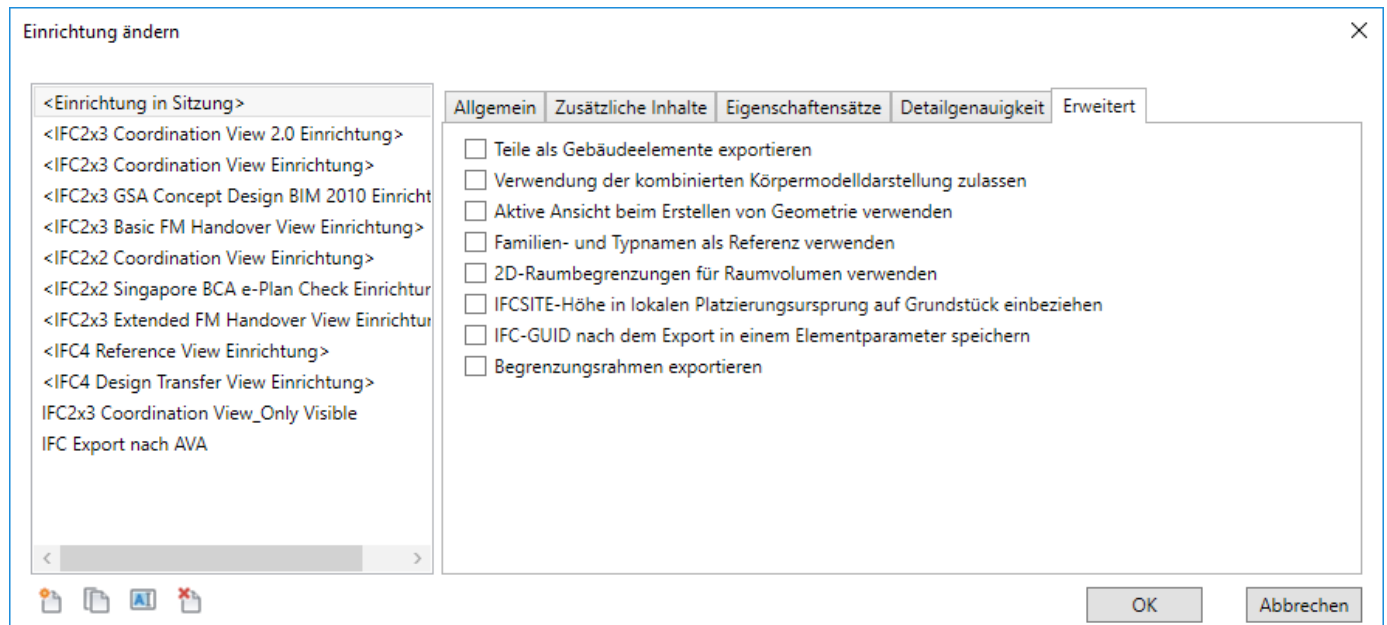 Einrichtung ändern
<Einrichtung in Sitzung>
<IFC2x3 Coordination View 2.0 Einrichtung>
<IFC2x3 Coordination View Einrichtung>
<IFC2x3 GSA Concept Design BIM 2010 Einricht
<IFC2x3 Basic FM Handover View Einrichtung>
<IFC2x2 Coordination View Einrichtung>
<IFC2x2 Singapore BCA e-Plan Check Einrichtur
<IFC2x3 Extended FM Handover View Einrichtur
<IFC4 Reference View Einrichtung>
<IFC4 Design Transfer View Einrichtung>
IFC2x3 Coordination View_Only Visible
IFC Export nach AVA
Allgemein Zusätzliche Inhalte Eigenschaftensätze Detailgenauigkeit Erweitert
Teile als Gebäudeelemente exportieren
Verwendung der kombinierten Körpermodelldarstellung zulassen
Aktive Ansicht beim Erstellen von Geometrie verwenden
Familien- und Typnamen als Referenz verwenden
2D-Raumbegrenzungen für Raumvolumen verwenden
IFCSITE-Höhe in lokalen Platzierungsursprung auf Grundstück einbeziehen
IFC-GUID nach dem Export in einem Elementparameter speichern
Begrenzungsrahmen exportieren
OK Abbrechen